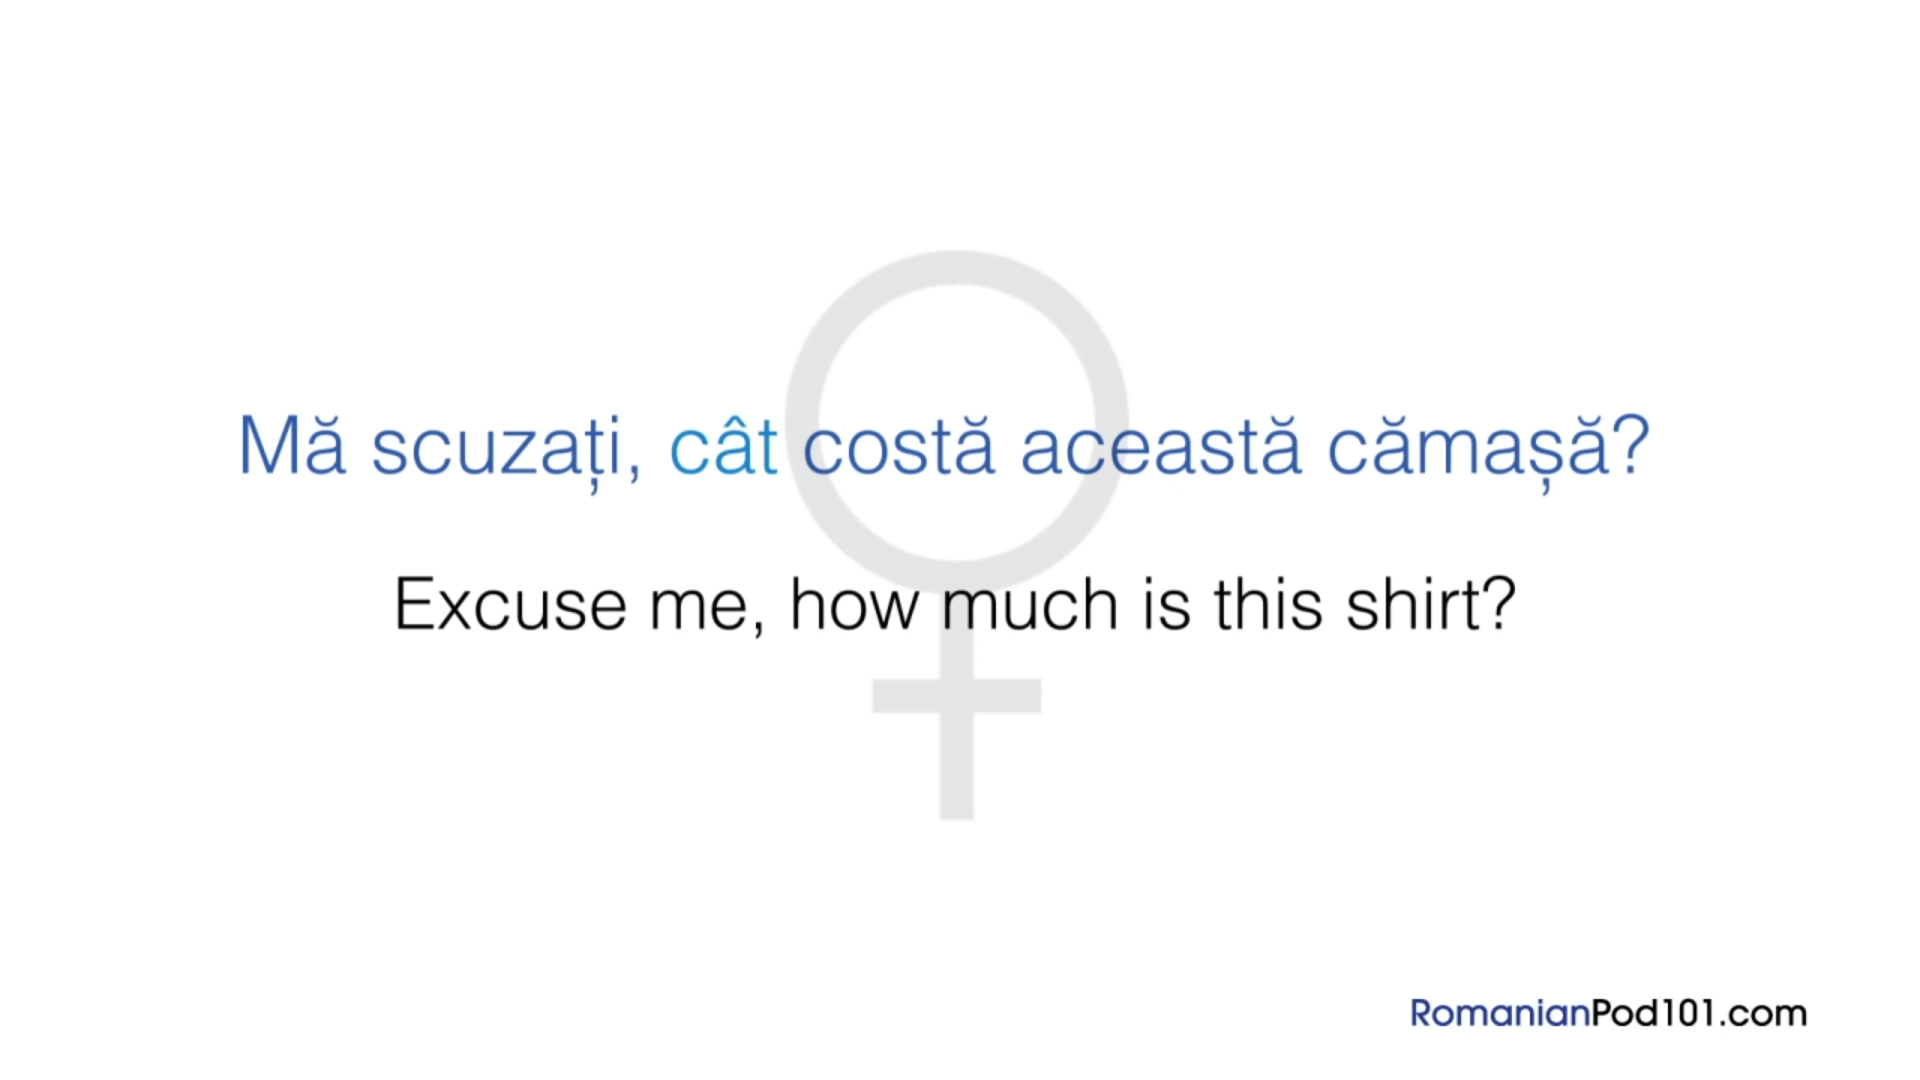 Mă scuzați, cât costă această cămașă?
Excuse me, how much is this shirt?
RomanianPod101.com